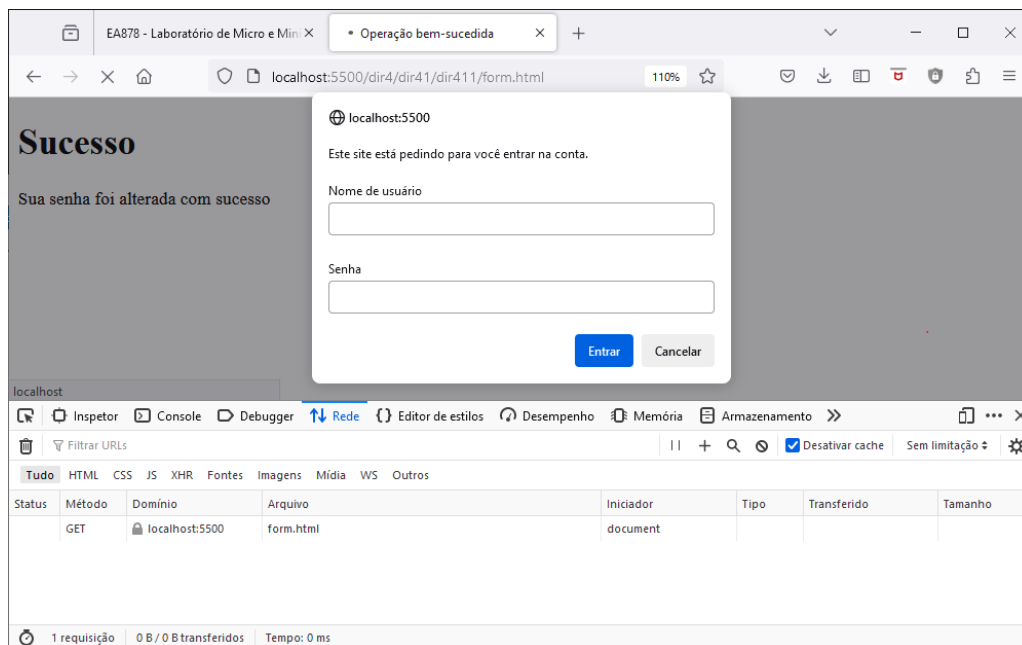 EA878 - Laboratório de Micro e Mini
Operação bem-sucedida
localhost:5500/dir4/dir41/dir411/form.html
110%
Sucesso
Sua senha foi alterada com sucesso
localhost:5500
Este site está pedindo para você entrar na conta.
Nome de usuário
Senha
Entrar Cancelar
localhost
Inspetor Console Debugger Rede Editor de estilos Desempenho Memória Armazenamento
Filtrar URLs Desativar cache Sem limitação
Tudo HTML CSS JS XHR Fontes Imagens Mídia WS Outros
Status Método Domínio Arquivo Iniciador Tipo Transferido Tamanho
GET localhost:5500 form.html document
1 requisição 0 B / 0 B transferidos Tempo: 0 ms